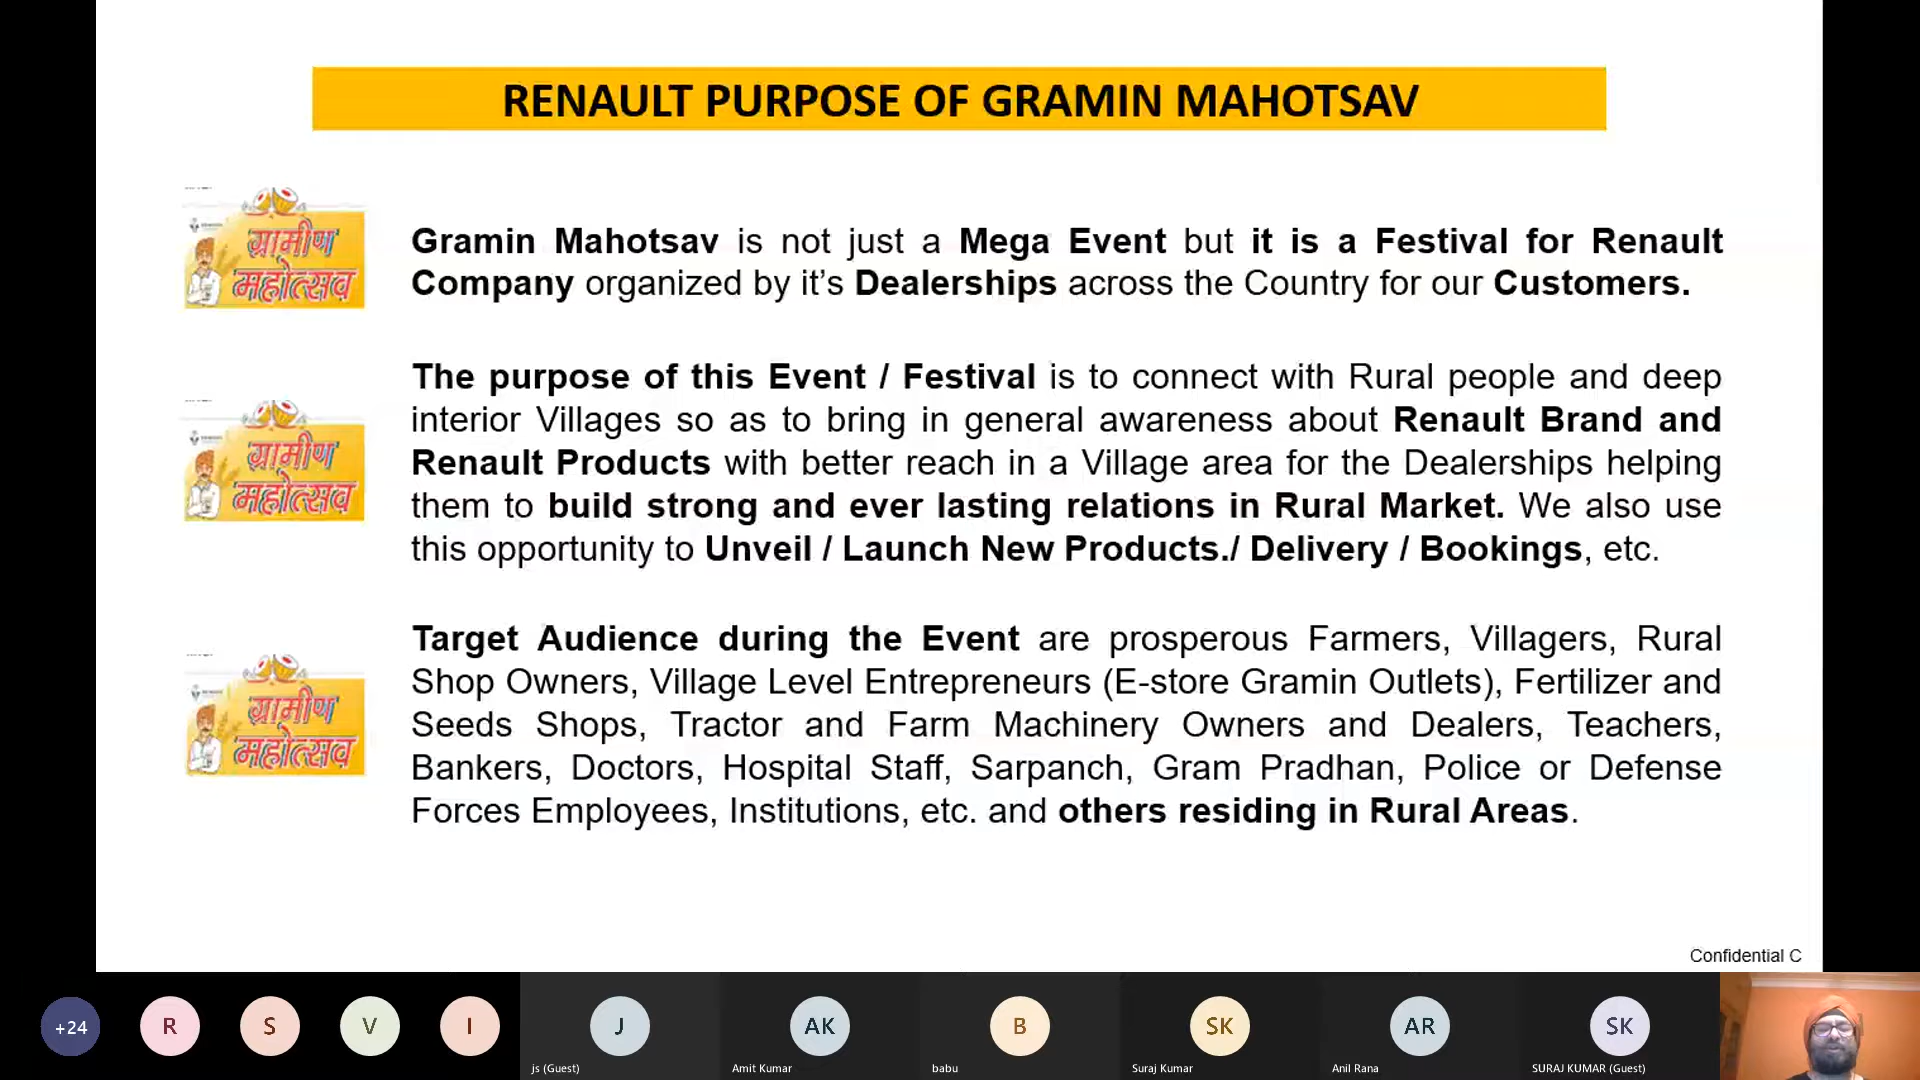 RENAULT PURPOSE OF GRAMIN MAHOTSAV
ग्रामीण
महोत्सव
Gramin Mahotsav is not just a Mega Event but it is a Festival for Renault
Company organized by it’s Dealerships across the Country for our Customers.
ग्रामीण
महोत्सव
The purpose of this Event / Festival is to connect with Rural people and deep
interior Villages so as to bring in general awareness about Renault Brand and
Renault Products with better reach in a Village area for the Dealerships helping
them to build strong and ever lasting relations in Rural Market. We also use
this opportunity to Unveil / Launch New Products./ Delivery / Bookings, etc.
ग्रामीण
महोत्सव
Target Audience during the Event are prosperous Farmers, Villagers, Rural
Shop Owners, Village Level Entrepreneurs (E-store Gramin Outlets), Fertilizer and
Seeds Shops, Tractor and Farm Machinery Owners and Dealers, Teachers,
Bankers, Doctors, Hospital Staff, Sarpanch, Gram Pradhan, Police or Defense
Forces Employees, Institutions, etc. and others residing in Rural Areas.
Confidential C
+24 R S V I J AK B SK AR SK
js (Guest) Amit Kumar babu Suraj Kumar Anil Rana SURAJ KUMAR (Guest)